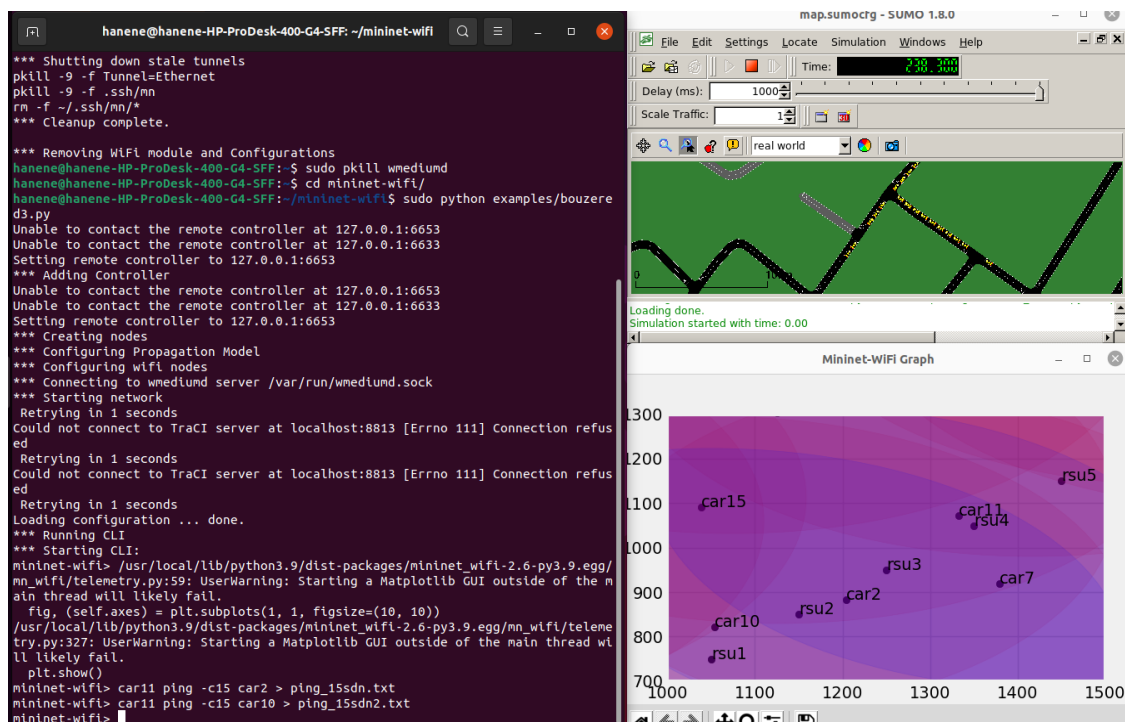 hanene@hanene-HP-ProDesk-400-G4-SFF: ~/mininet-wifi
*** Shutting down stale tunnels
pkill -9 -f Tunnel=Ethernet
pkill -9 -f .ssh/mn
rm -f ~/.ssh/mn/*
*** Cleanup complete.
*** Removing WiFi module and Configurations
hanene@hanene-HP-ProDesk-400-G4-SFF:~$ sudo pkill wmediumd
hanene@hanene-HP-ProDesk-400-G4-SFF:~$ cd mininet-wifi/
hanene@hanene-HP-ProDesk-400-G4-SFF:~/mininet-wifi$ sudo python examples/bouzere
d3.py
Unable to contact the remote controller at 127.0.0.1:6653
Unable to contact the remote controller at 127.0.0.1:6633
Setting remote controller to 127.0.0.1:6653
*** Adding Controller
Unable to contact the remote controller at 127.0.0.1:6653
Unable to contact the remote controller at 127.0.0.1:6633
Setting remote controller to 127.0.0.1:6653
*** Creating nodes
*** Configuring Propagation Model
*** Configuring wifi nodes
*** Connecting to wmediumd server /var/run/wmediumd.sock
*** Starting network
Retrying in 1 seconds
Could not connect to TraCI server at localhost:8813 [Errno 111] Connection refus
ed
Retrying in 1 seconds
Could not connect to TraCI server at localhost:8813 [Errno 111] Connection refus
ed
Retrying in 1 seconds
Loading configuration ... done.
*** Running CLI
*** Starting CLI:
mininet-wifi> /usr/local/lib/python3.9/dist-packages/mininet_wifi-2.6-py3.9.egg/
mn_wifi/telemetry.py:59: UserWarning: Starting a Matplotlib GUI outside of the m
ain thread will likely fail.
fig, (self.axes) = plt.subplots(1, 1, figsize=(10, 10))
/usr/local/lib/python3.9/dist-packages/mininet_wifi-2.6-py3.9.egg/mn_wifi/teleme
try.py:327: UserWarning: Starting a Matplotlib GUI outside of the main thread wi
ll likely fail.
plt.show()
mininet-wifi> car11 ping -c15 car2 > ping_15sdn.txt
mininet-wifi> car11 ping -c15 car10 > ping_15sdn2.txt
mininet-wifi>
map.sumocfg - SUMO 1.8.0
File Edit Settings Locate Simulation Windows Help
Time: 238.300
Delay (ms): 1000
Scale Traffic: 1
real world
0
Loading done.
Simulation started with time: 0.00
Mininet-WiFi Graph
1300
1200
1100
1000
900
800
700
rsu5
car15
car11
rsu4
rsu3
car7
car2
rsu2
car10
rsu1
1000 1100 1200 1300 1400 1500